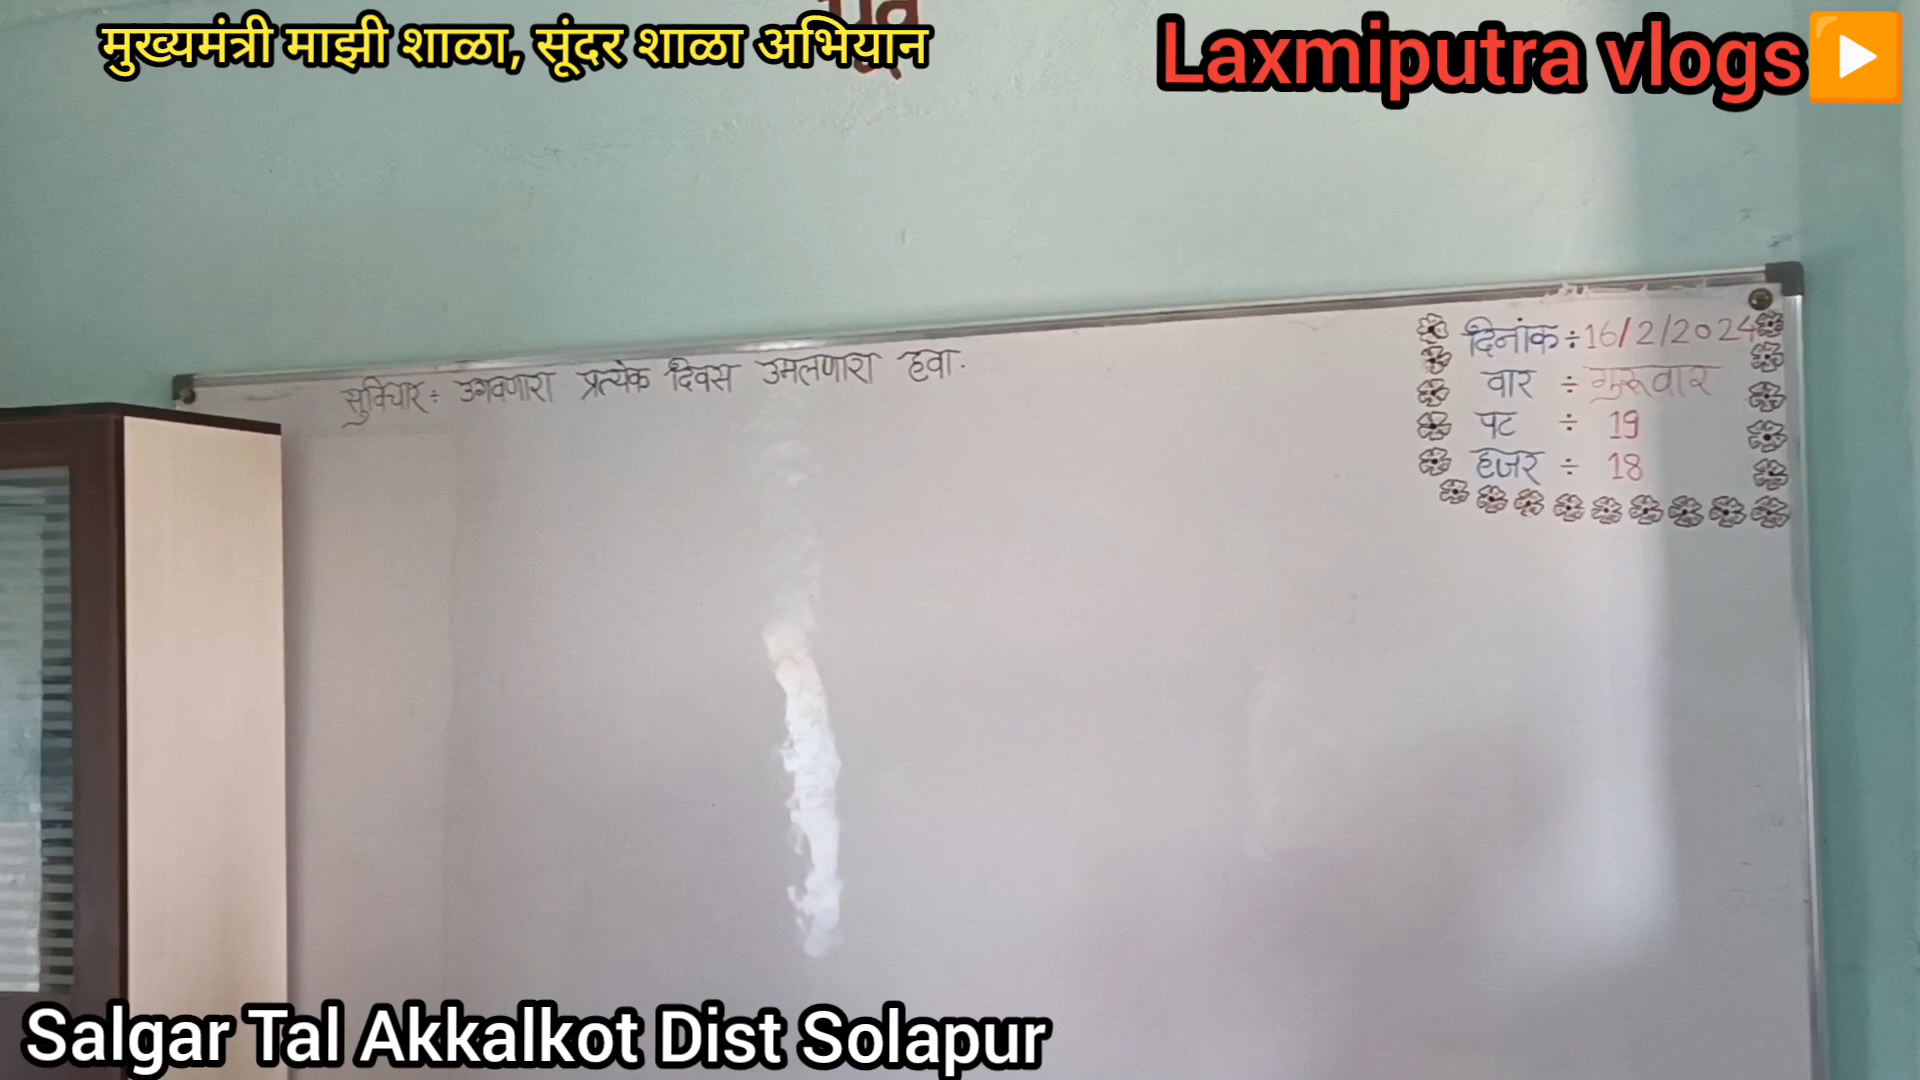 पूर्व
मुख्यमंत्री माझी शाळा, सूंदर शाळा अभियान
Laxmiputra vlogs
सुविचार÷ उगवणारा प्रत्येक दिवस उमलणारा हवा.
दिनांक÷16/2/2024
वार ÷ गुरूवार
पट ÷ 19
हजर ÷ 18
Salgar Tal Akkalkot Dist Solapur